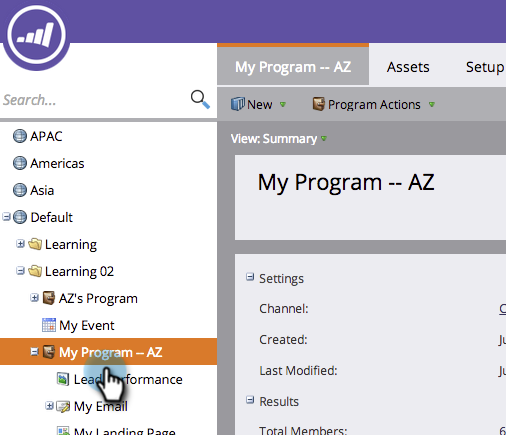 My Program -- AZ Assets Setup
Search...
New Program Actions
APAC
View: Summary
Americas
My Program -- AZ
Asia
Default
Learning
Learning 02
Settings
AZ's Program
Channel:
My Event
Created:
My Program -- AZ
Last Modified:
Lead Performance
Results
My Email
My Landing Page
Total Members: 6